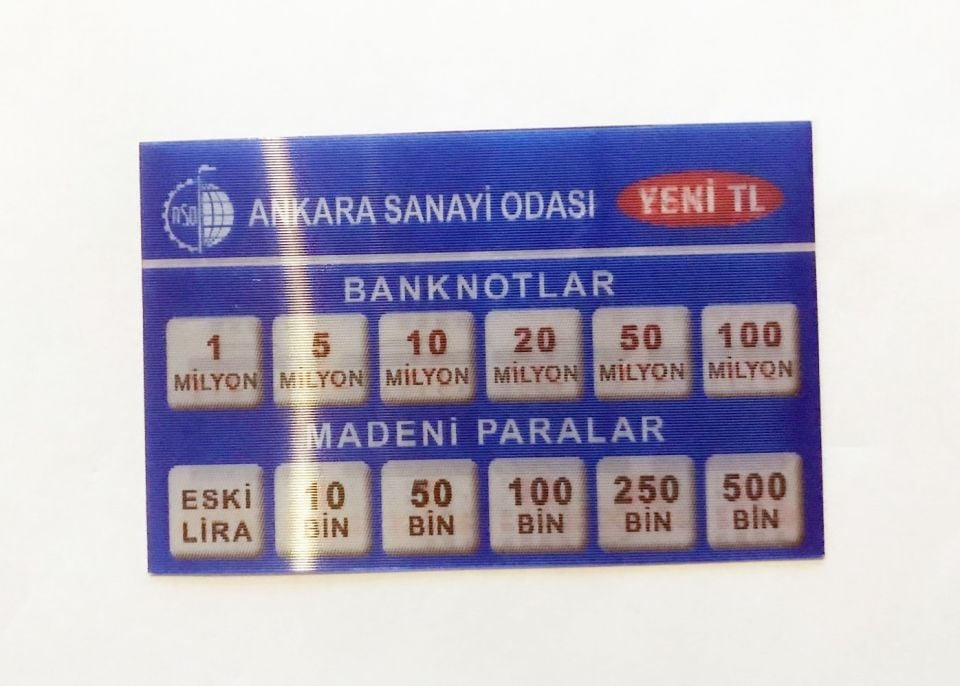 ASO ANKARA SANAYİ ODASI YENİ TL
BANKNOTLAR
1 5 10 20 50 100
MİLYON MİLYON MİLYON MİLYON MİLYON MİLYON
MADENİ PARALAR
ESKİ 10 50 100 250 500
LİRA BİN BİN BİN BİN BİN